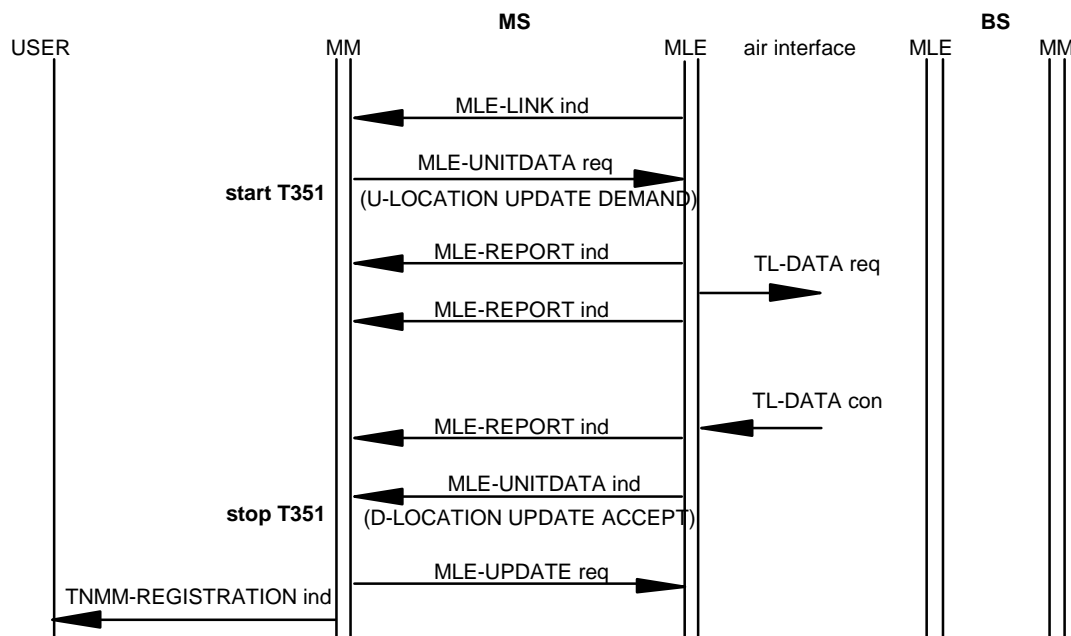 MS BS
USER MM MLE air interface MLE MM
MLE-LINK ind
MLE-UNITDATA req
start T351 (U-LOCATION UPDATE DEMAND)
MLE-REPORT ind
TL-DATA req
MLE-REPORT ind
TL-DATA con
MLE-REPORT ind
MLE-UNITDATA ind
stop T351 (D-LOCATION UPDATE ACCEPT)
MLE-UPDATE req
TNMM-REGISTRATION ind